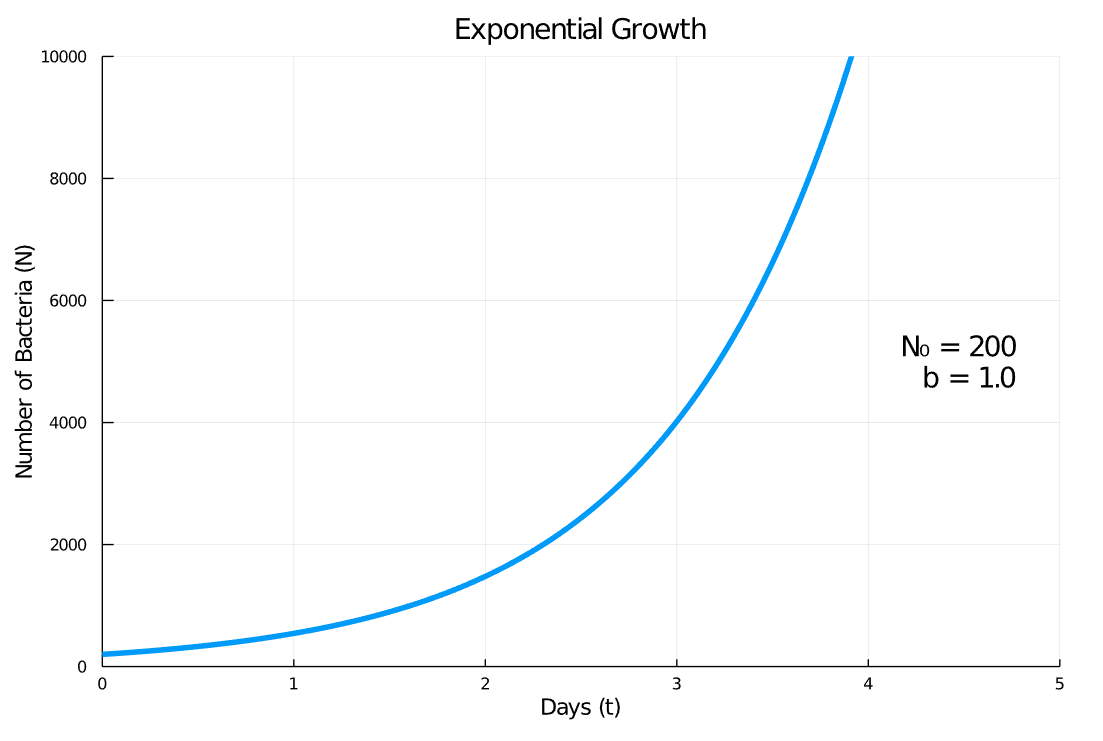 Exponential Growth
10000
8000
6000
4000
2000
0
Number of Bacteria (N)
N₀ = 200
b = 1.0
0 1 2 3 4 5
Days (t)